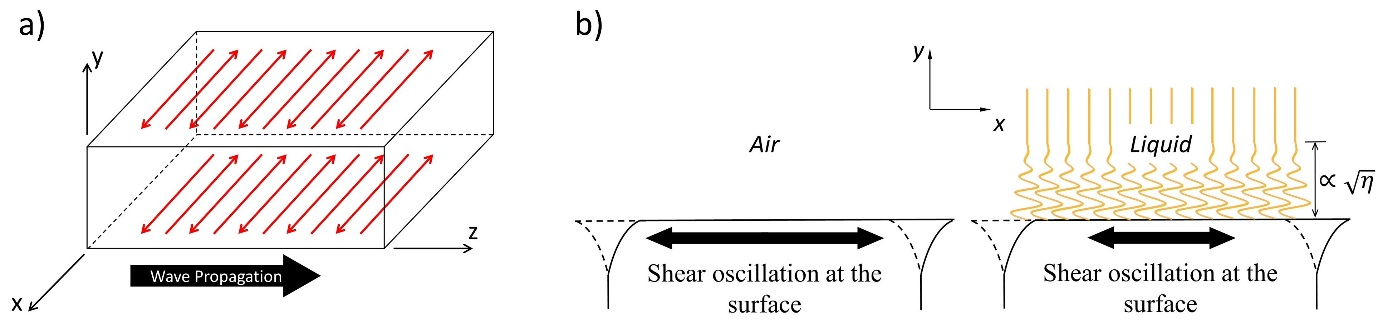 a)
y
z
x
Wave Propagation
b)
y
x
Air
Liquid
∝ √η
Shear oscillation at the
surface
Shear oscillation at the
surface